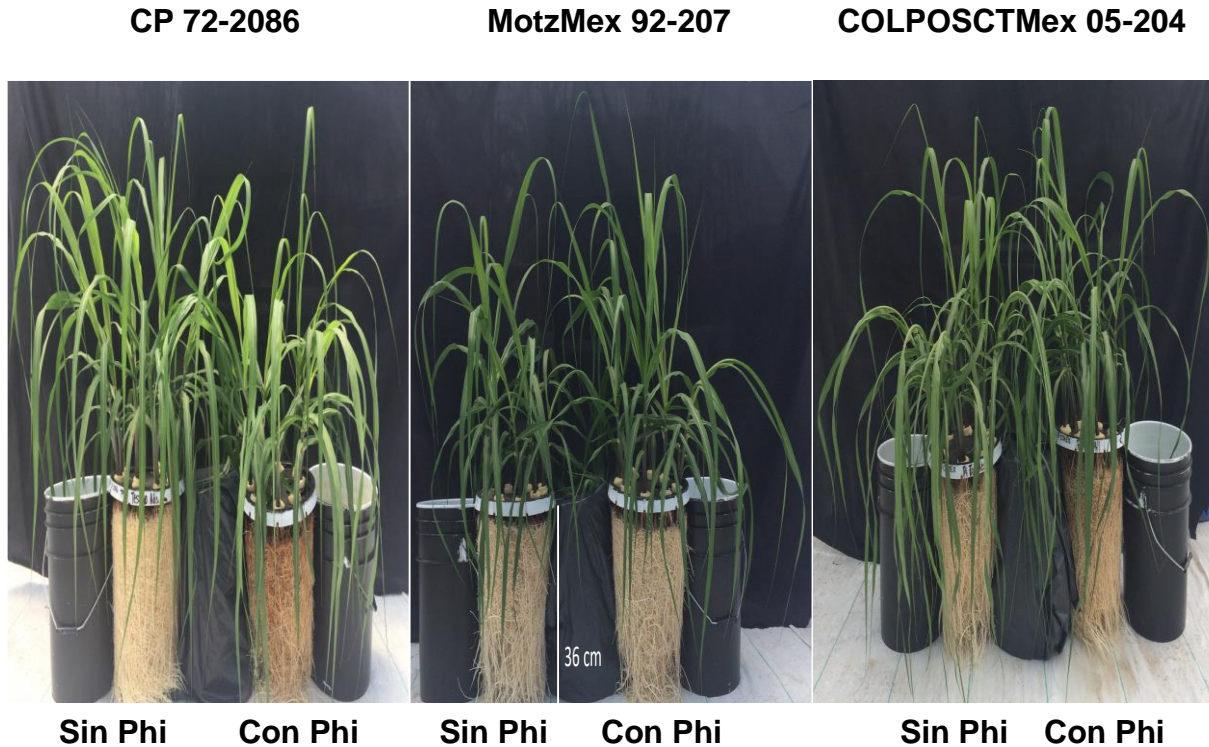 CP 72-2086
MotzMex 92-207
COLPOSCTMex 05-204
36 cm
Sin Phi
Con Phi
Sin Phi
Con Phi
Sin Phi
Con Phi